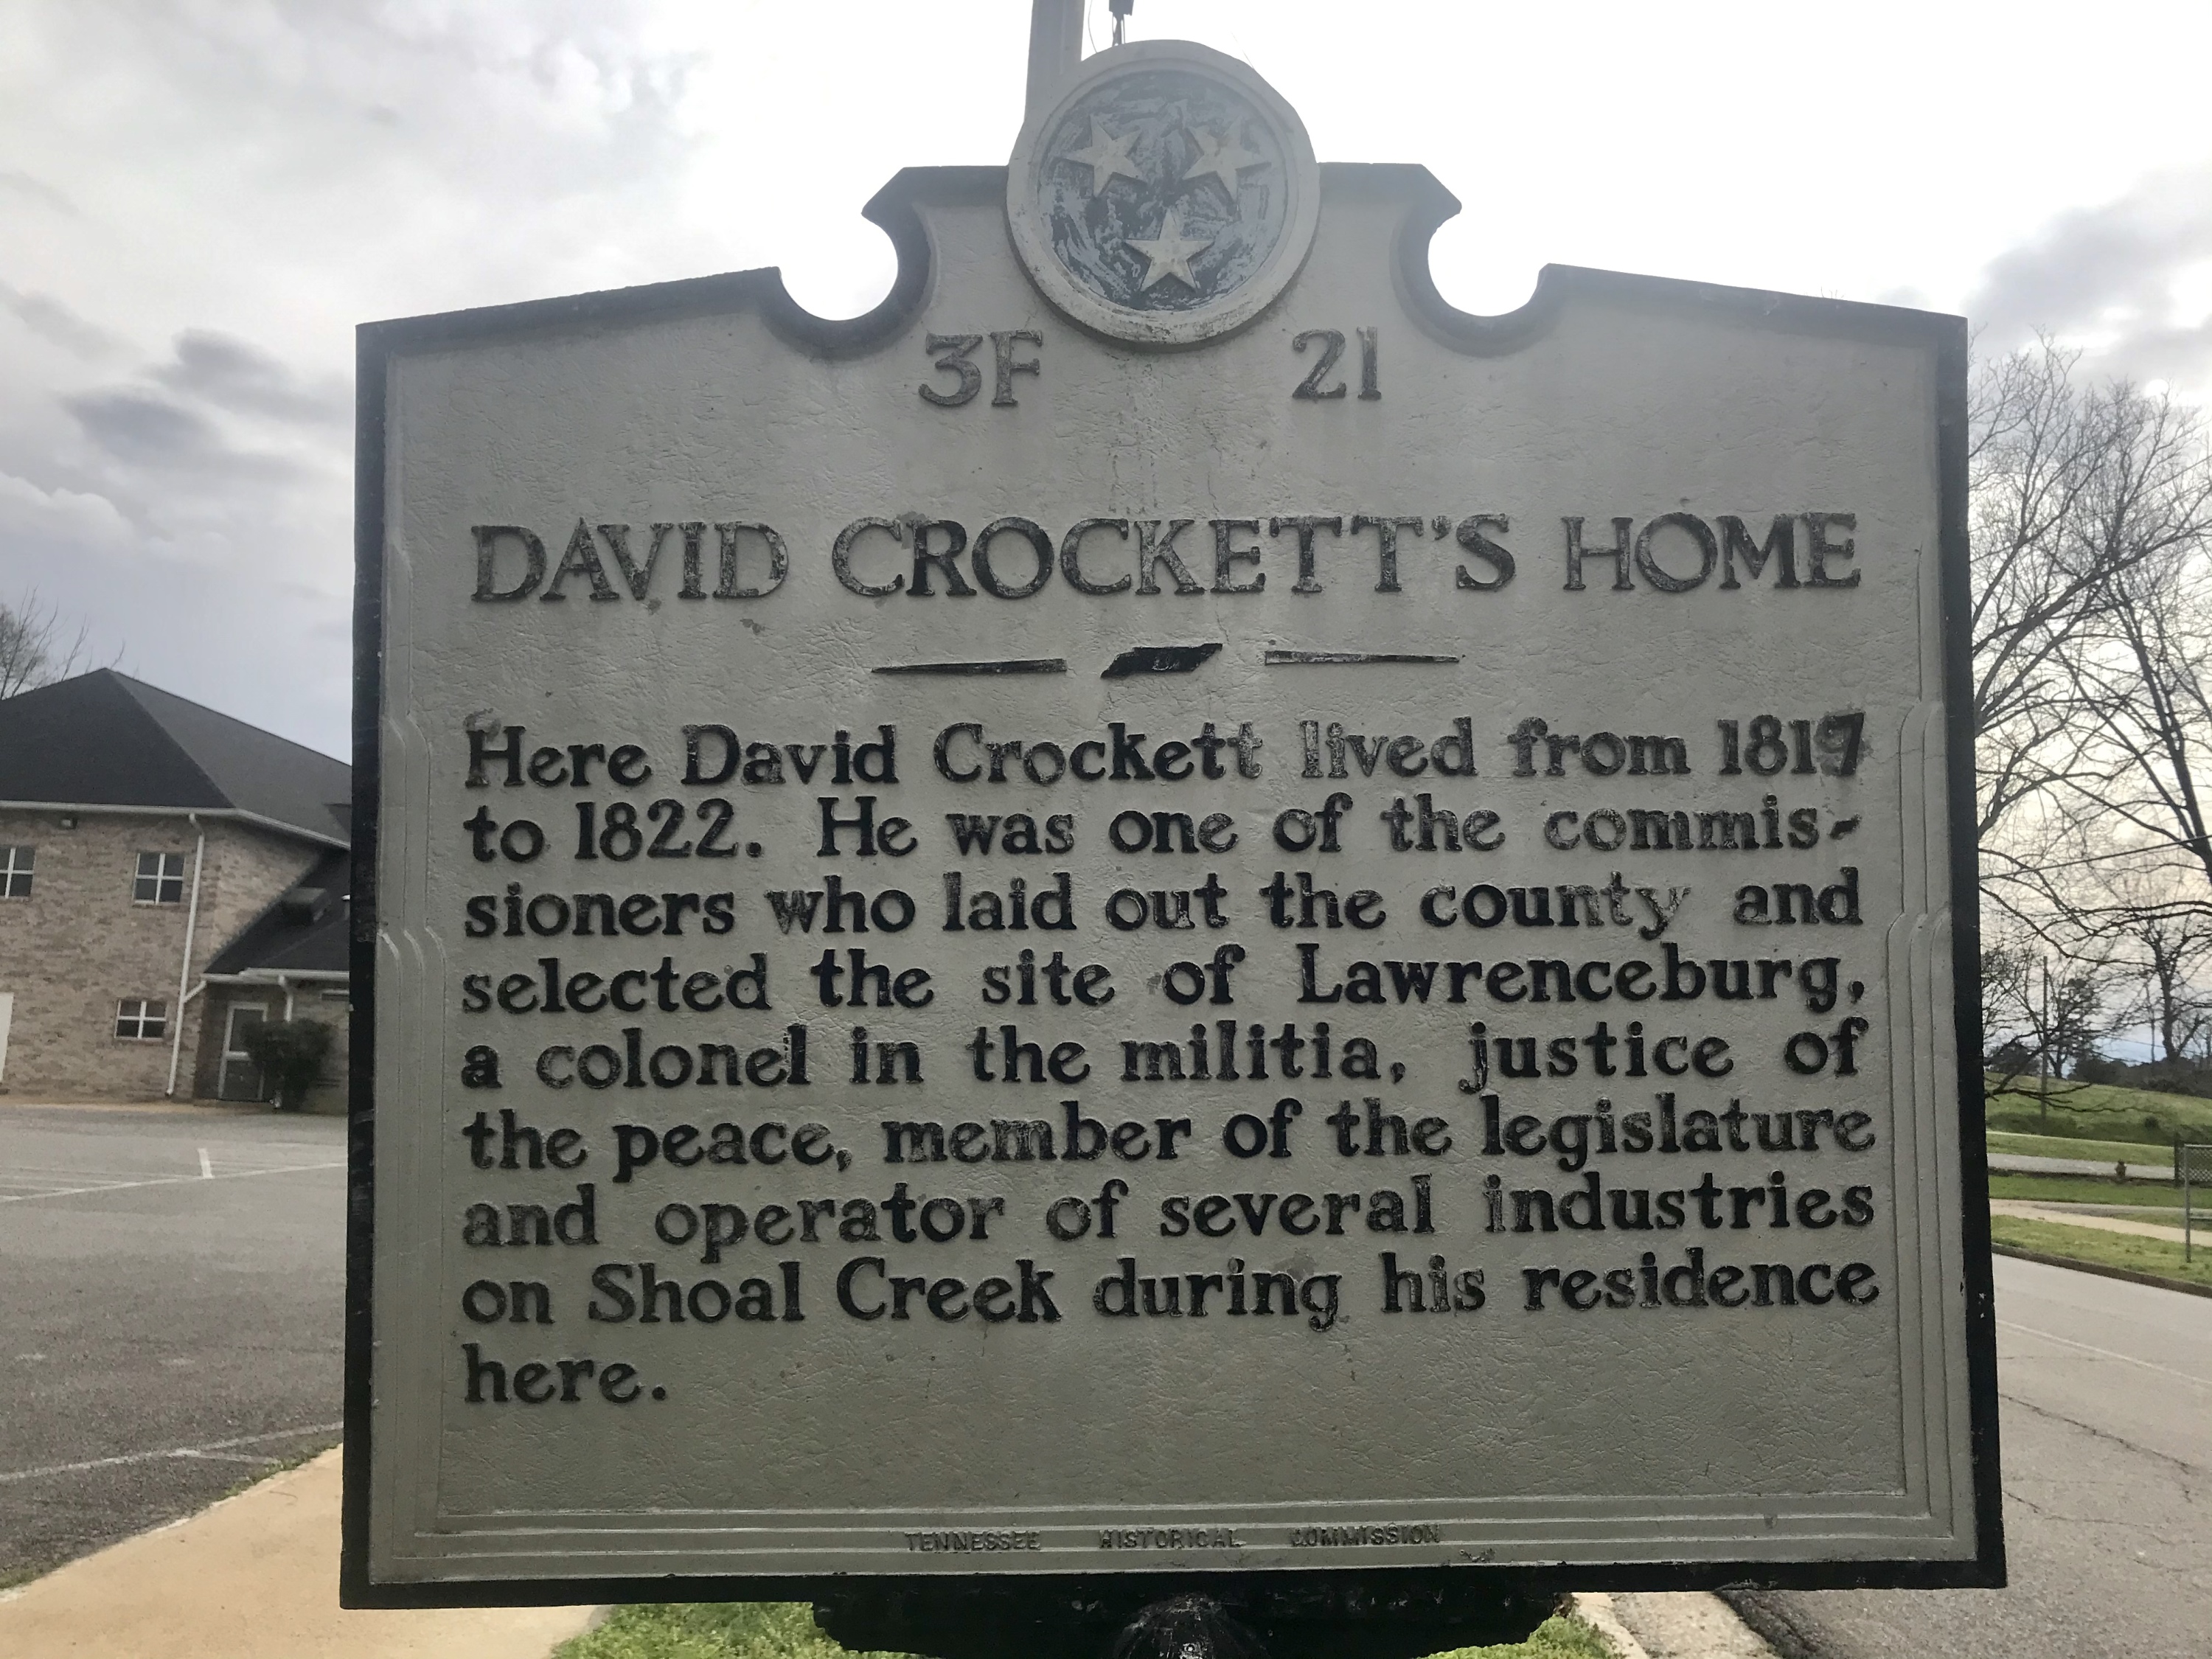 3F 21
DAVID CROCKETT'S HOME
Here David Crockett lived from 1817
to 1822. He was one of the commis-
sioners who laid out the county and
selected the site of Lawrenceburg,
a colonel in the militia, justice of
the peace, member of the legislature
and operator of several industries
on Shoal Creek during his residence
here.
TENNESSEE HISTORICAL COMMISSION